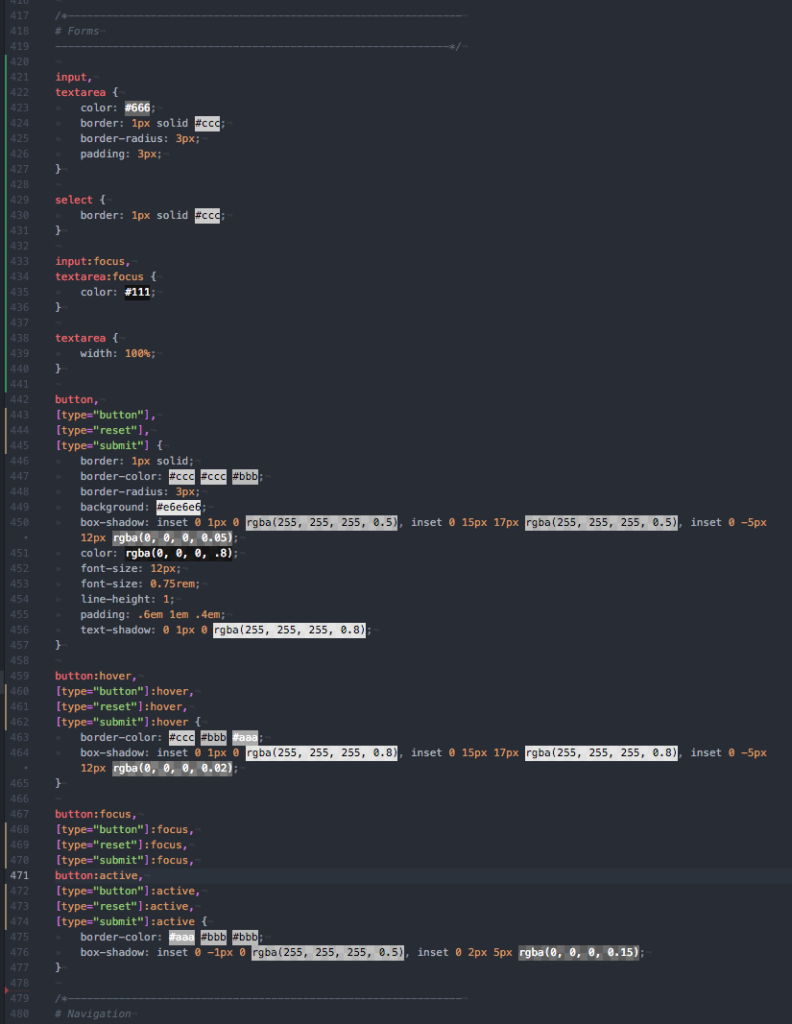 416
417 /*--------------------------------------------------------------
418 # Forms
419 --------------------------------------------------------------*/
420
421 input,
422 textarea {
423 color: #666;
424 border: 1px solid #ccc;
425 border-radius: 3px;
426 padding: 3px;
427 }
428
429 select {
430 border: 1px solid #ccc;
431 }
432
433 input:focus,
434 textarea:focus {
435 color: #111;
436 }
437
438 textarea {
439 width: 100%;
440 }
441
442 button,
443 [type="button"],
444 [type="reset"],
445 [type="submit"] {
446 border: 1px solid;
447 border-color: #ccc #ccc #bbb;
448 border-radius: 3px;
449 background: #e6e6e6;
450 box-shadow: inset 0 1px 0 rgba(255, 255, 255, 0.5), inset 0 15px 17px rgba(255, 255, 255, 0.5), inset 0 -5px
12px rgba(0, 0, 0, 0.05);
451 color: rgba(0, 0, 0, .8);
452 font-size: 12px;
453 font-size: 0.75rem;
454 line-height: 1;
455 padding: .6em 1em .4em;
456 text-shadow: 0 1px 0 rgba(255, 255, 255, 0.8);
457 }
458
459 button:hover,
460 [type="button"]:hover,
461 [type="reset"]:hover,
462 [type="submit"]:hover {
463 border-color: #ccc #bbb #aaa;
464 box-shadow: inset 0 1px 0 rgba(255, 255, 255, 0.8), inset 0 15px 17px rgba(255, 255, 255, 0.8), inset 0 -5px
12px rgba(0, 0, 0, 0.02);
465 }
466
467 button:focus,
468 [type="button"]:focus,
469 [type="reset"]:focus,
470 [type="submit"]:focus,
471 button:active,
472 [type="button"]:active,
473 [type="reset"]:active,
474 [type="submit"]:active {
475 border-color: #aaa #bbb #bbb;
476 box-shadow: inset 0 -1px 0 rgba(255, 255, 255, 0.5), inset 0 2px 5px rgba(0, 0, 0, 0.15);
477 }
478
479 /*--------------------------------------------------------------
480 # Navigation